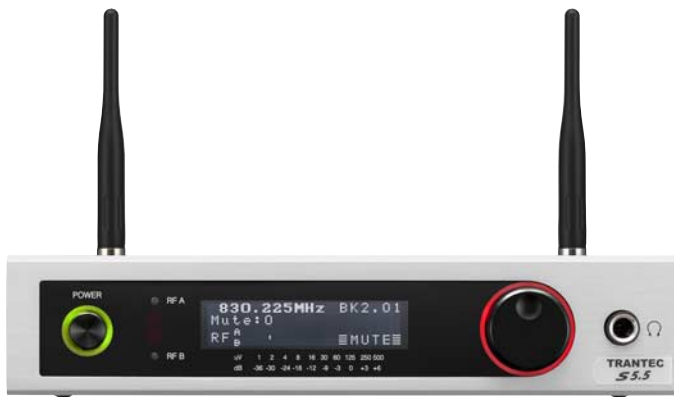 POWER
RF A
830.225MHz BK2.01
Mute:0
RF A B MUTE
RF B
uV 1 2 4 8 16 30 60 125 250 500
dB -36 -30 -24 -18 -12 -9 -3 0 +3 +6
TRANTEC
S5.5